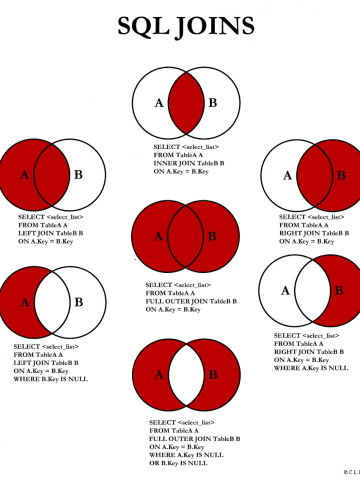 SQL JOINS
A B
SELECT <select_list>
FROM TableA A
INNER JOIN TableB B
ON A.Key = B.Key
A B
SELECT <select_list>
FROM TableA A
LEFT JOIN TableB B
ON A.Key = B.Key
A B
SELECT <select_list>
FROM TableA A
RIGHT JOIN TableB B
ON A.Key = B.Key
A B
SELECT <select_list>
FROM TableA A
FULL OUTER JOIN TableB B
ON A.Key = B.Key
A B
SELECT <select_list>
FROM TableA A
LEFT JOIN TableB B
ON A.Key = B.Key
WHERE B.Key IS NULL
A B
SELECT <select_list>
FROM TableA A
RIGHT JOIN TableB B
ON A.Key = B.Key
WHERE A.Key IS NULL
A B
SELECT <select_list>
FROM TableA A
FULL OUTER JOIN TableB B
ON A.Key = B.Key
WHERE A.Key IS NULL
OR B.Key IS NULL